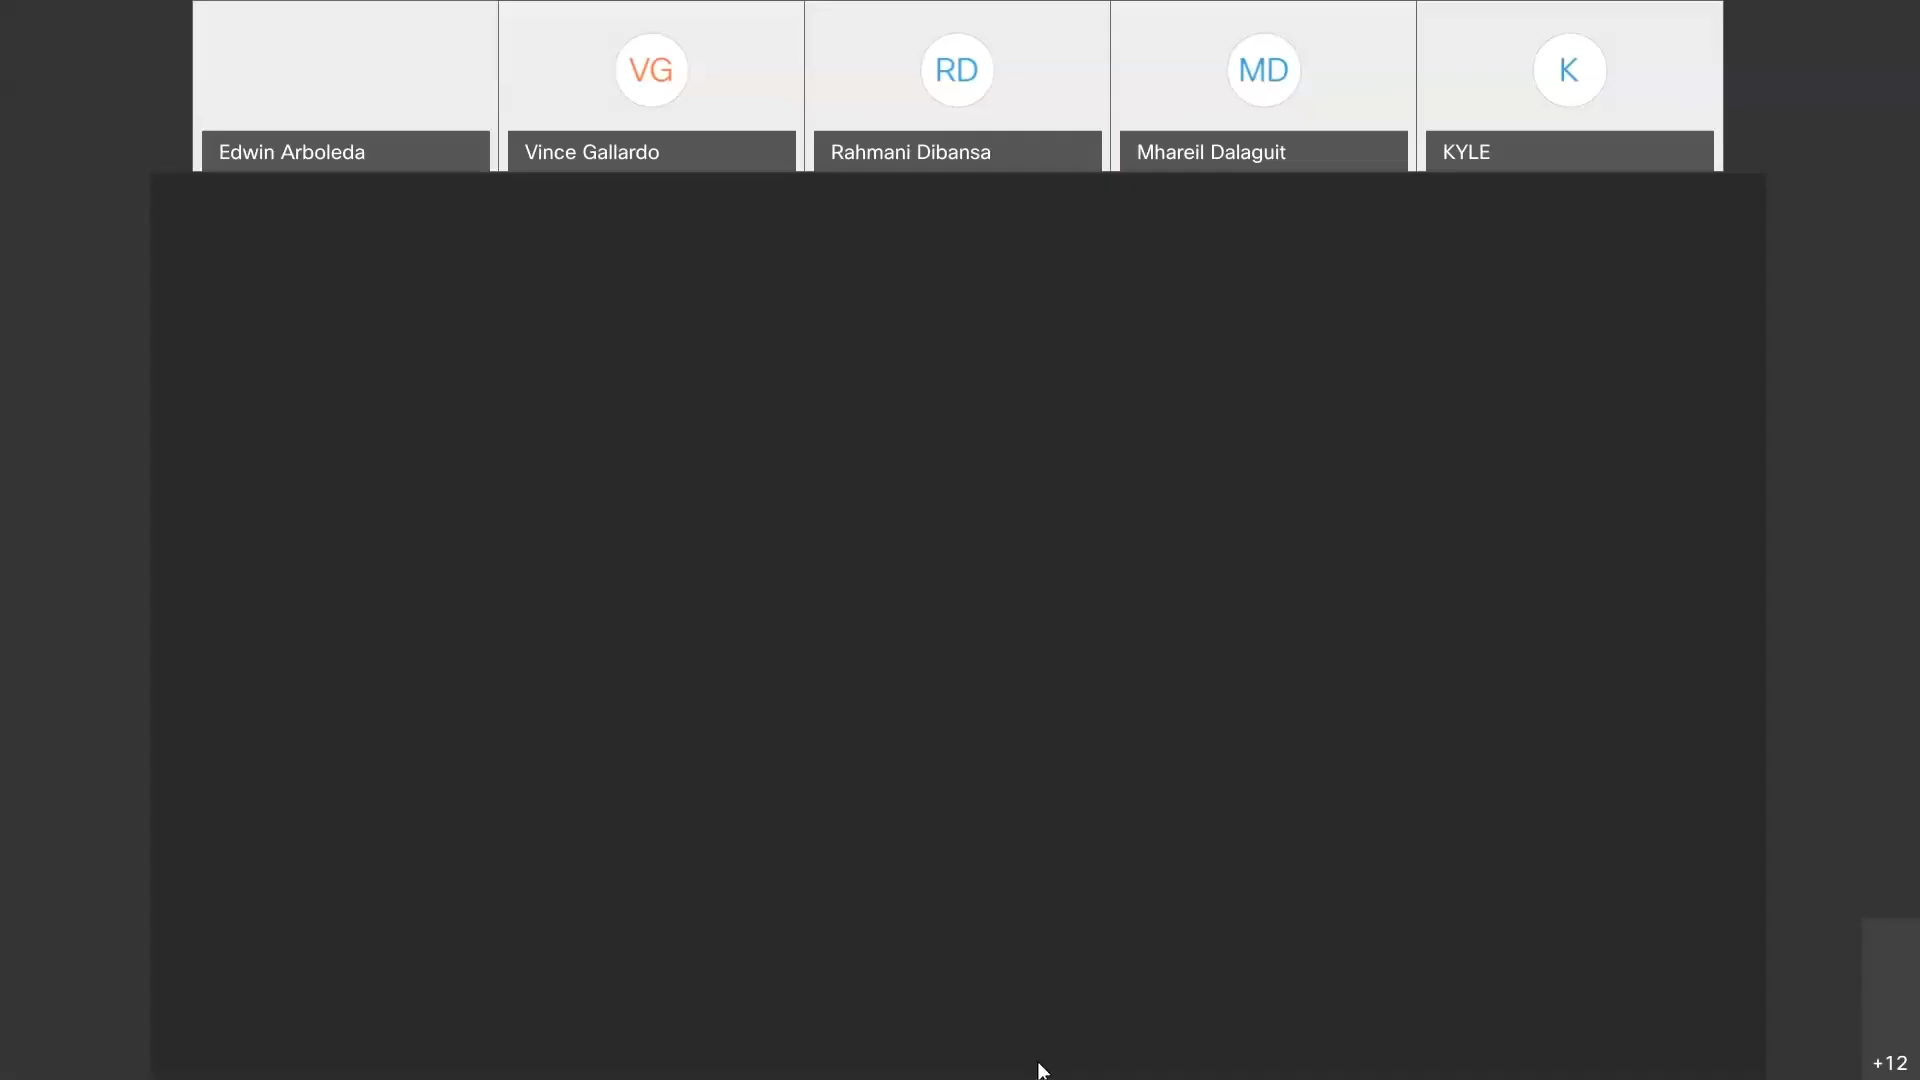 VG
RD
MD
K
Edwin Arboleda
Vince Gallardo
Rahmani Dibansa
Mhareil Dalaguit
KYLE
+12